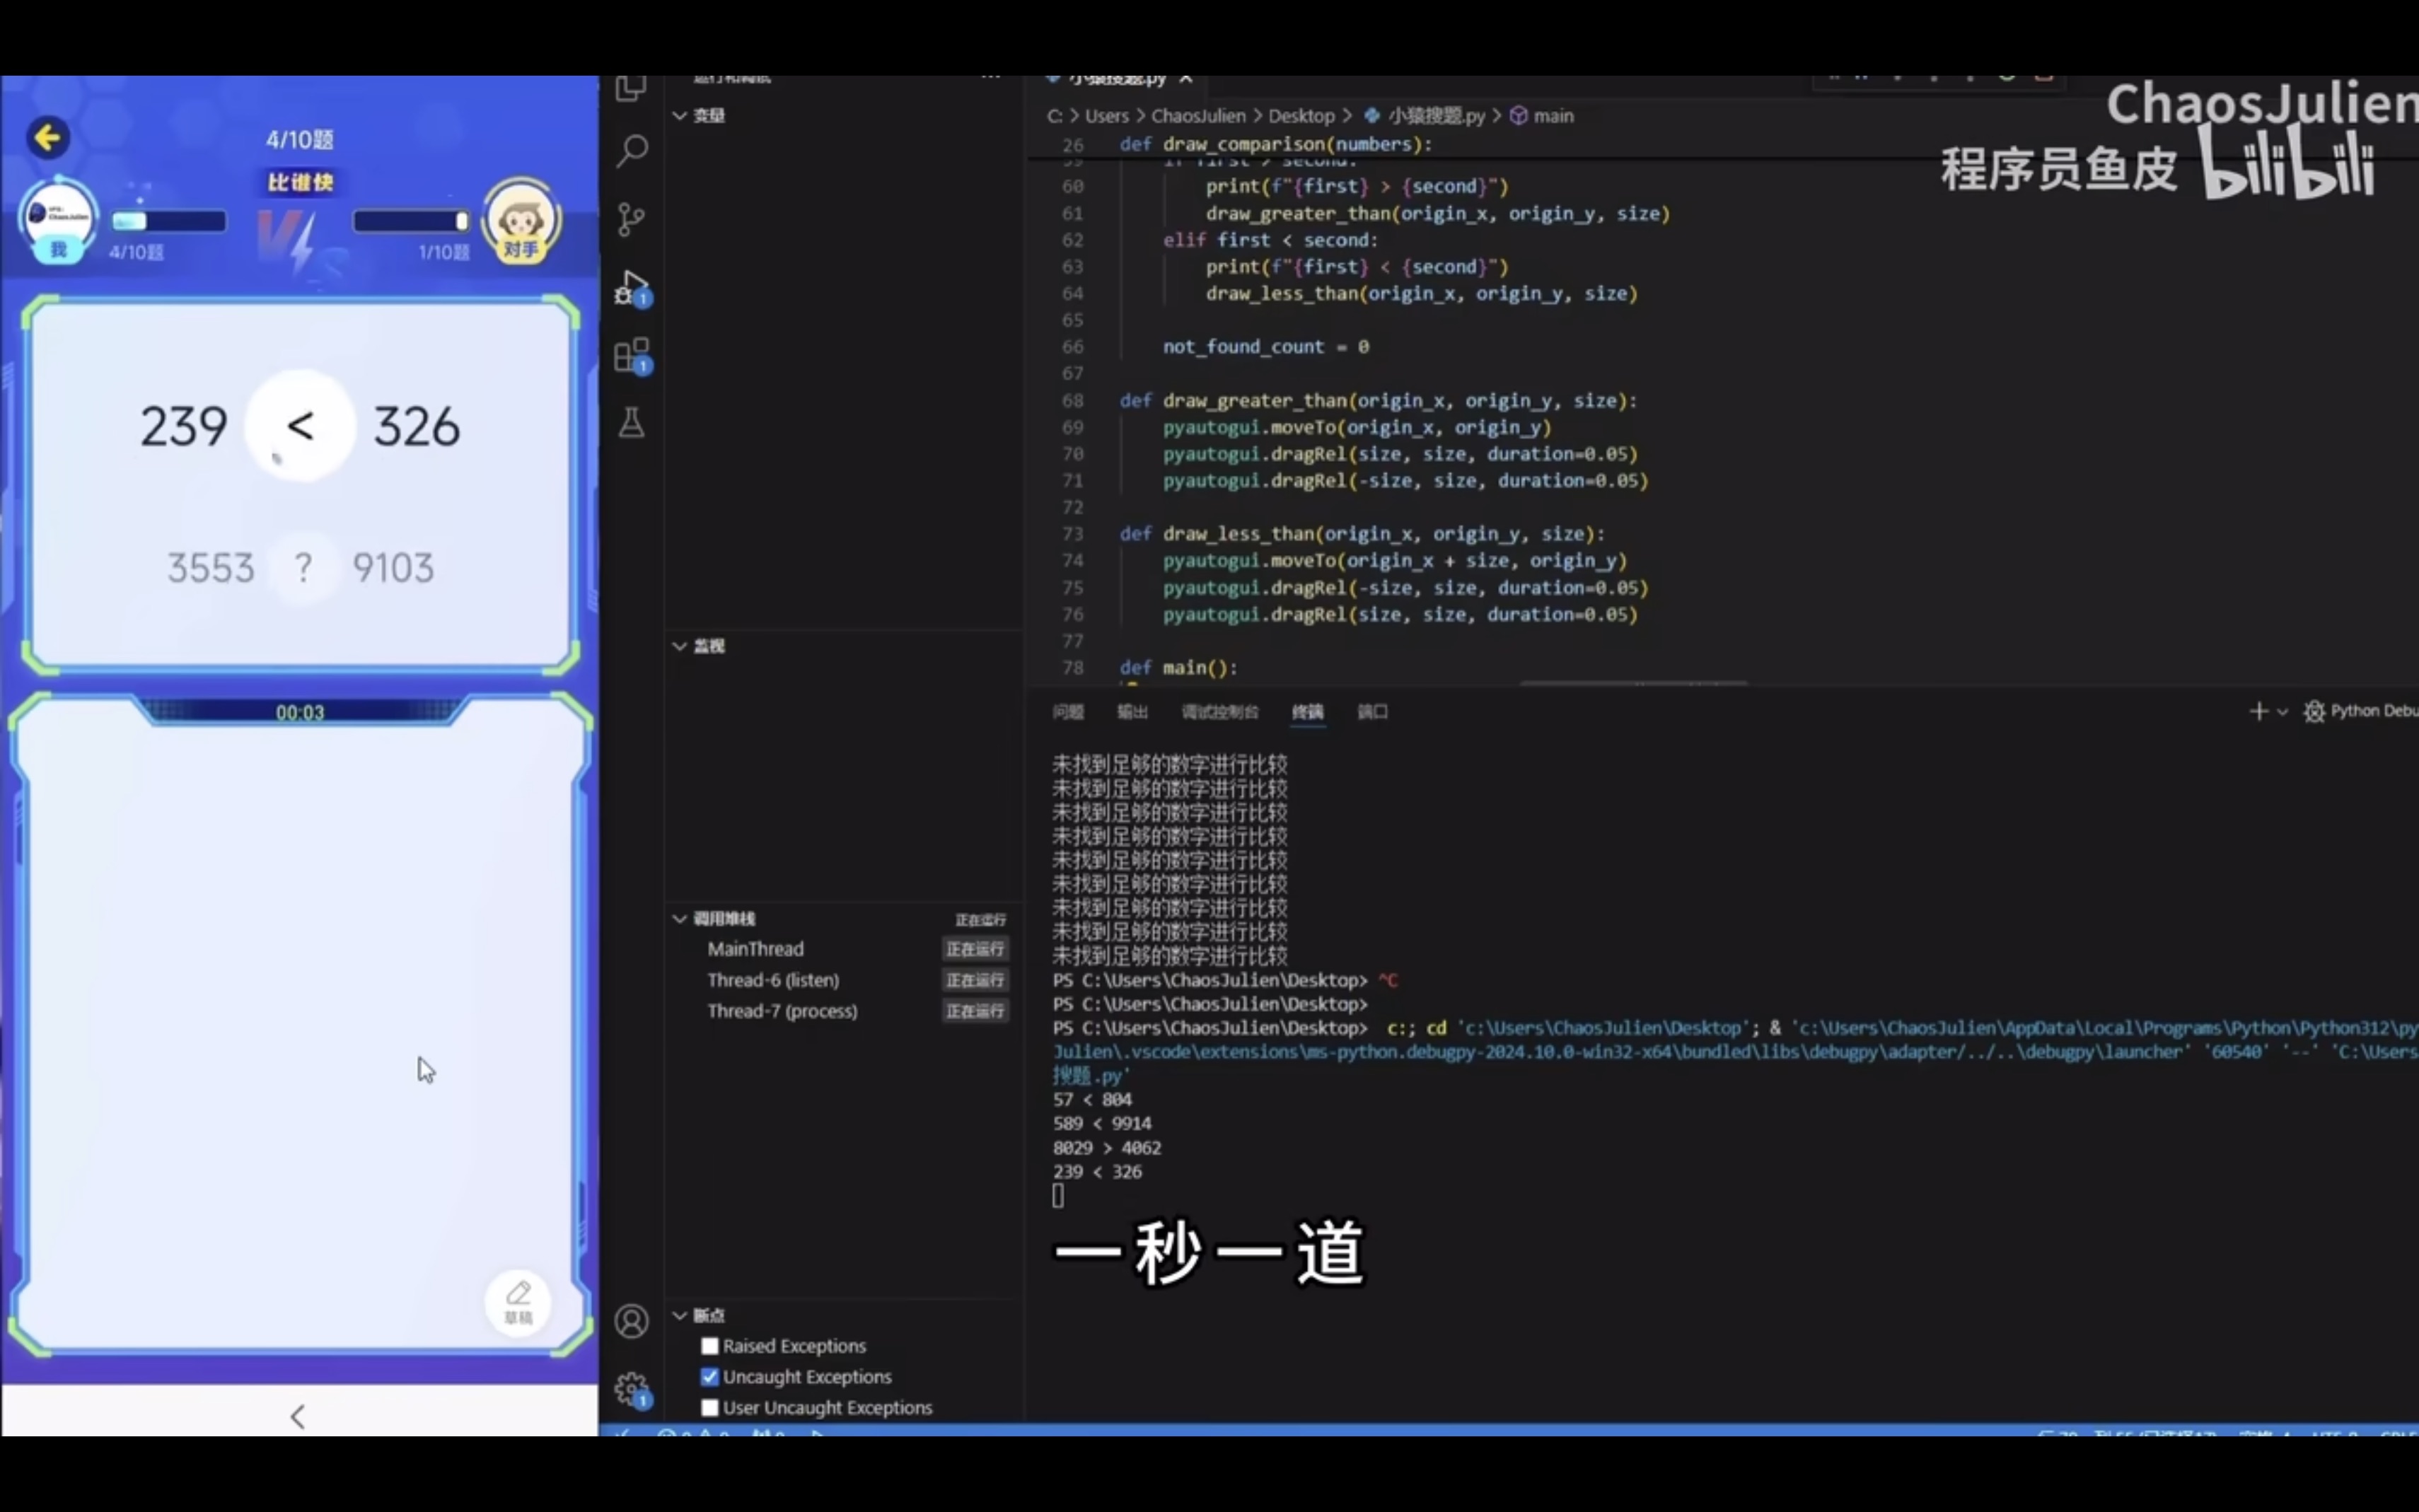 4/10题
比谁快
我
4/10题
VS
1/10题
对手
239 < 326
3553 ? 9103
00:03
草稿
运行和调试
变量
监视
调用堆栈
正在运行
MainThread
正在运行
Thread-6 (listen)
正在运行
Thread-7 (process)
正在运行
断点
Raised Exceptions
Uncaught Exceptions
User Uncaught Exceptions
小猿搜题.py
C: > Users > ChaosJulien > Desktop > 小猿搜题.py > main
ChaosJulien
程序员鱼皮 bilibili
26 def draw_comparison(numbers):
59 if first > second:
60 print(f"{first} > {second}")
61 draw_greater_than(origin_x, origin_y, size)
62 elif first < second:
63 print(f"{first} < {second}")
64 draw_less_than(origin_x, origin_y, size)
65
66 not_found_count = 0
67
68 def draw_greater_than(origin_x, origin_y, size):
69 pyautogui.moveTo(origin_x, origin_y)
70 pyautogui.dragRel(size, size, duration=0.05)
71 pyautogui.dragRel(-size, size, duration=0.05)
72
73 def draw_less_than(origin_x, origin_y, size):
74 pyautogui.moveTo(origin_x + size, origin_y)
75 pyautogui.dragRel(-size, size, duration=0.05)
76 pyautogui.dragRel(size, size, duration=0.05)
77
78 def main():
问题 输出 调试控制台 终端 端口
Python Debu
未找到足够的数字进行比较
未找到足够的数字进行比较
未找到足够的数字进行比较
未找到足够的数字进行比较
未找到足够的数字进行比较
未找到足够的数字进行比较
未找到足够的数字进行比较
未找到足够的数字进行比较
未找到足够的数字进行比较
PS C:\Users\ChaosJulien\Desktop> ^C
PS C:\Users\ChaosJulien\Desktop>
PS C:\Users\ChaosJulien\Desktop> c:; cd 'c:\Users\ChaosJulien\Desktop'; & 'c:\Users\ChaosJulien\AppData\Local\Programs\Python\Python312\py
Julien\.vscode\extensions\ms-python.debugpy-2024.10.0-win32-x64\bundled\libs\debugpy\adapter/../..\debugpy\launcher' '60540' '--' 'C:\Users
搜题.py'
57 < 804
589 < 9914
8029 > 4062
239 < 326
一秒一道